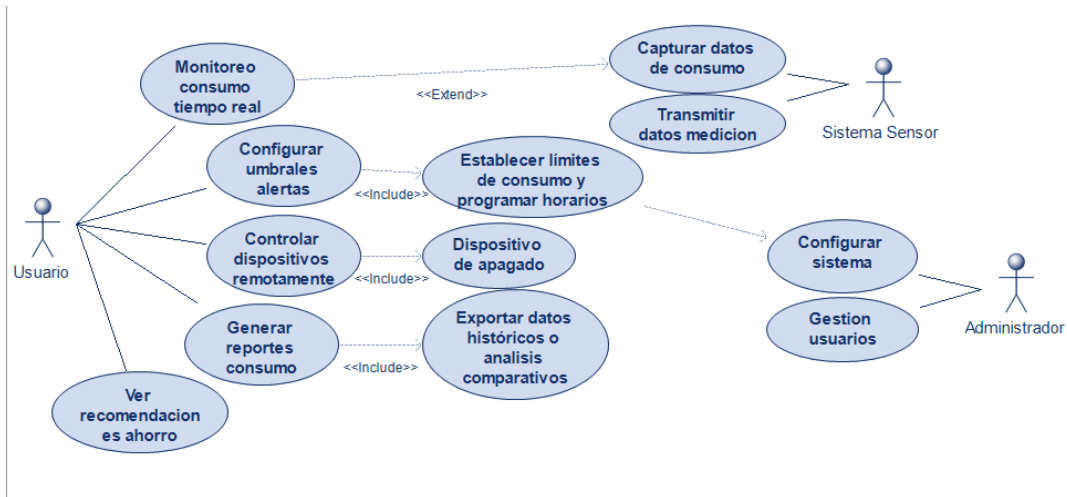 Monitoreo
consumo
tiempo real
<<Extend>>
Capturar datos
de consumo
Transmitir
datos medicion
Sistema Sensor
Configurar
umbrales
alertas
<<Include>>
Establecer límites
de consumo y
programar horarios
Usuario
Controlar
dispositivos
remotamente
<<Include>>
Dispositivo
de apagado
Configurar
sistema
Gestion
usuarios
Administrador
Generar
reportes
consumo
<<Include>>
Exportar datos
históricos o
analisis
comparativos
Ver
recomendacion
es ahorro